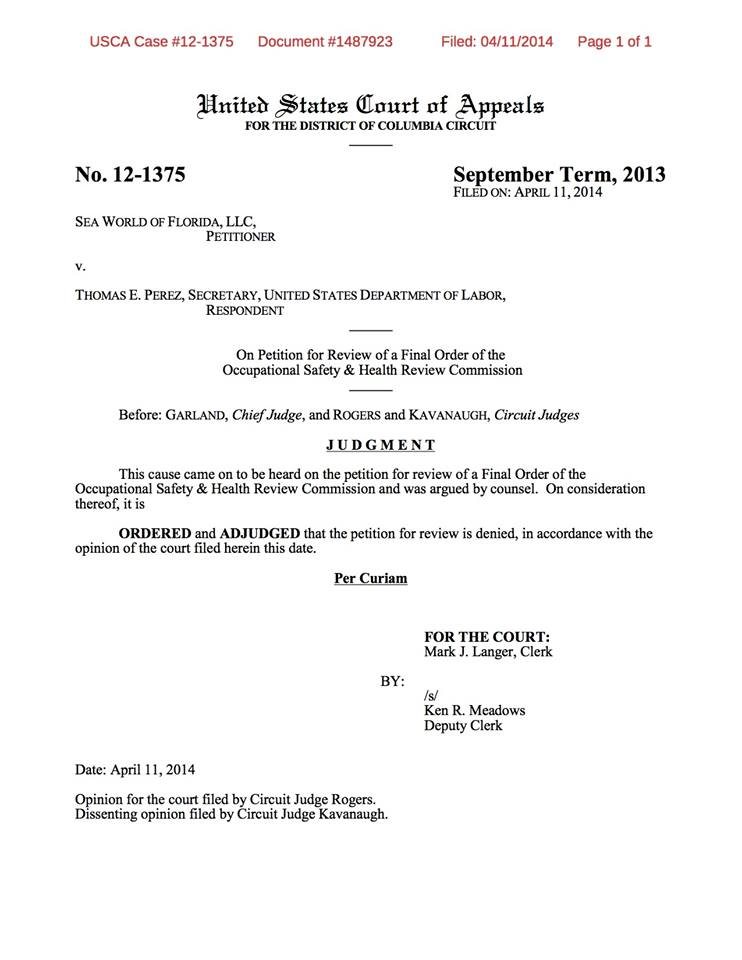 USCA Case #12-1375 Document #1487923 Filed: 04/11/2014 Page 1 of 1
United States Court of Appeals
FOR THE DISTRICT OF COLUMBIA CIRCUIT
No. 12-1375 September Term, 2013
FILED ON: APRIL 11, 2014
SEA WORLD OF FLORIDA, LLC,
PETITIONER
v.
THOMAS E. PEREZ, SECRETARY, UNITED STATES DEPARTMENT OF LABOR,
RESPONDENT
On Petition for Review of a Final Order of the
Occupational Safety & Health Review Commission
Before: GARLAND, Chief Judge, and ROGERS and KAVANAUGH, Circuit Judges
J U D G M E N T
This cause came on to be heard on the petition for review of a Final Order of the
Occupational Safety & Health Review Commission and was argued by counsel. On consideration
thereof, it is
ORDERED and ADJUDGED that the petition for review is denied, in accordance with the
opinion of the court filed herein this date.
Per Curiam
FOR THE COURT:
Mark J. Langer, Clerk
BY:
/s/
Ken R. Meadows
Deputy Clerk
Date: April 11, 2014
Opinion for the court filed by Circuit Judge Rogers.
Dissenting opinion filed by Circuit Judge Kavanaugh.